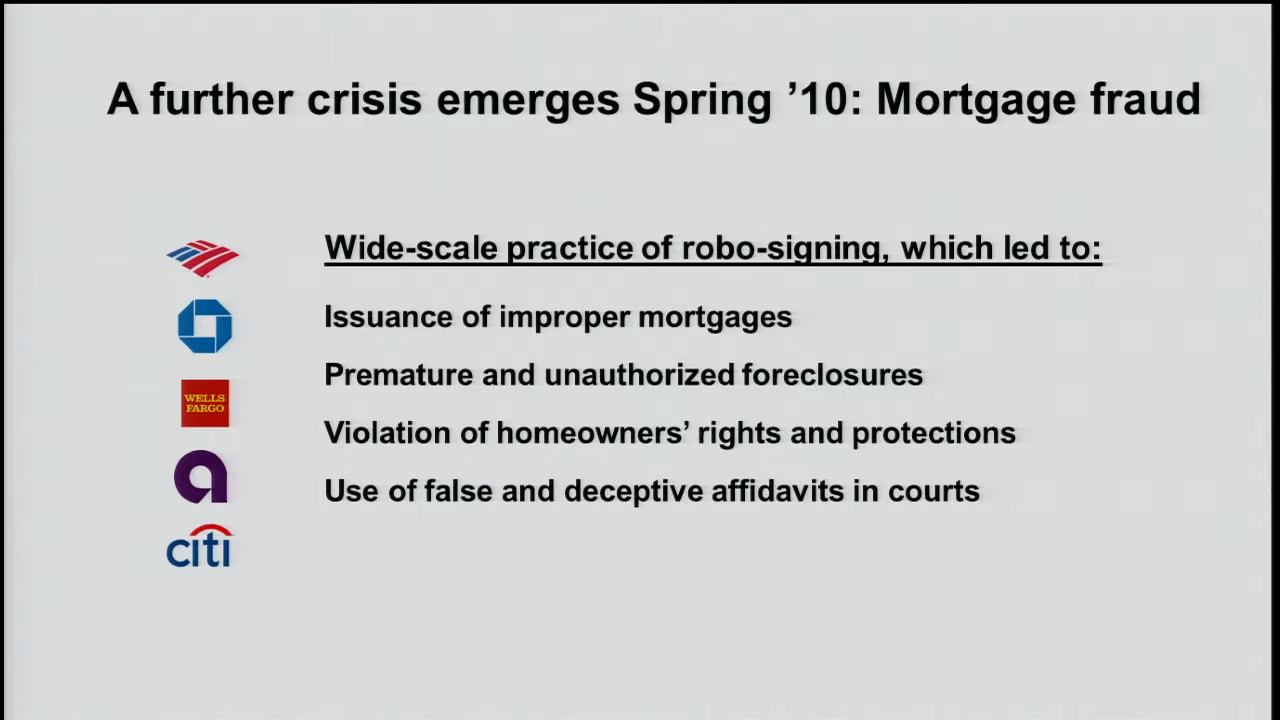 A further crisis emerges Spring ’10: Mortgage fraud
Wide-scale practice of robo-signing, which led to:
Issuance of improper mortgages
Premature and unauthorized foreclosures
WELLS
FARGO
Violation of homeowners’ rights and protections
a
Use of false and deceptive affidavits in courts
citi